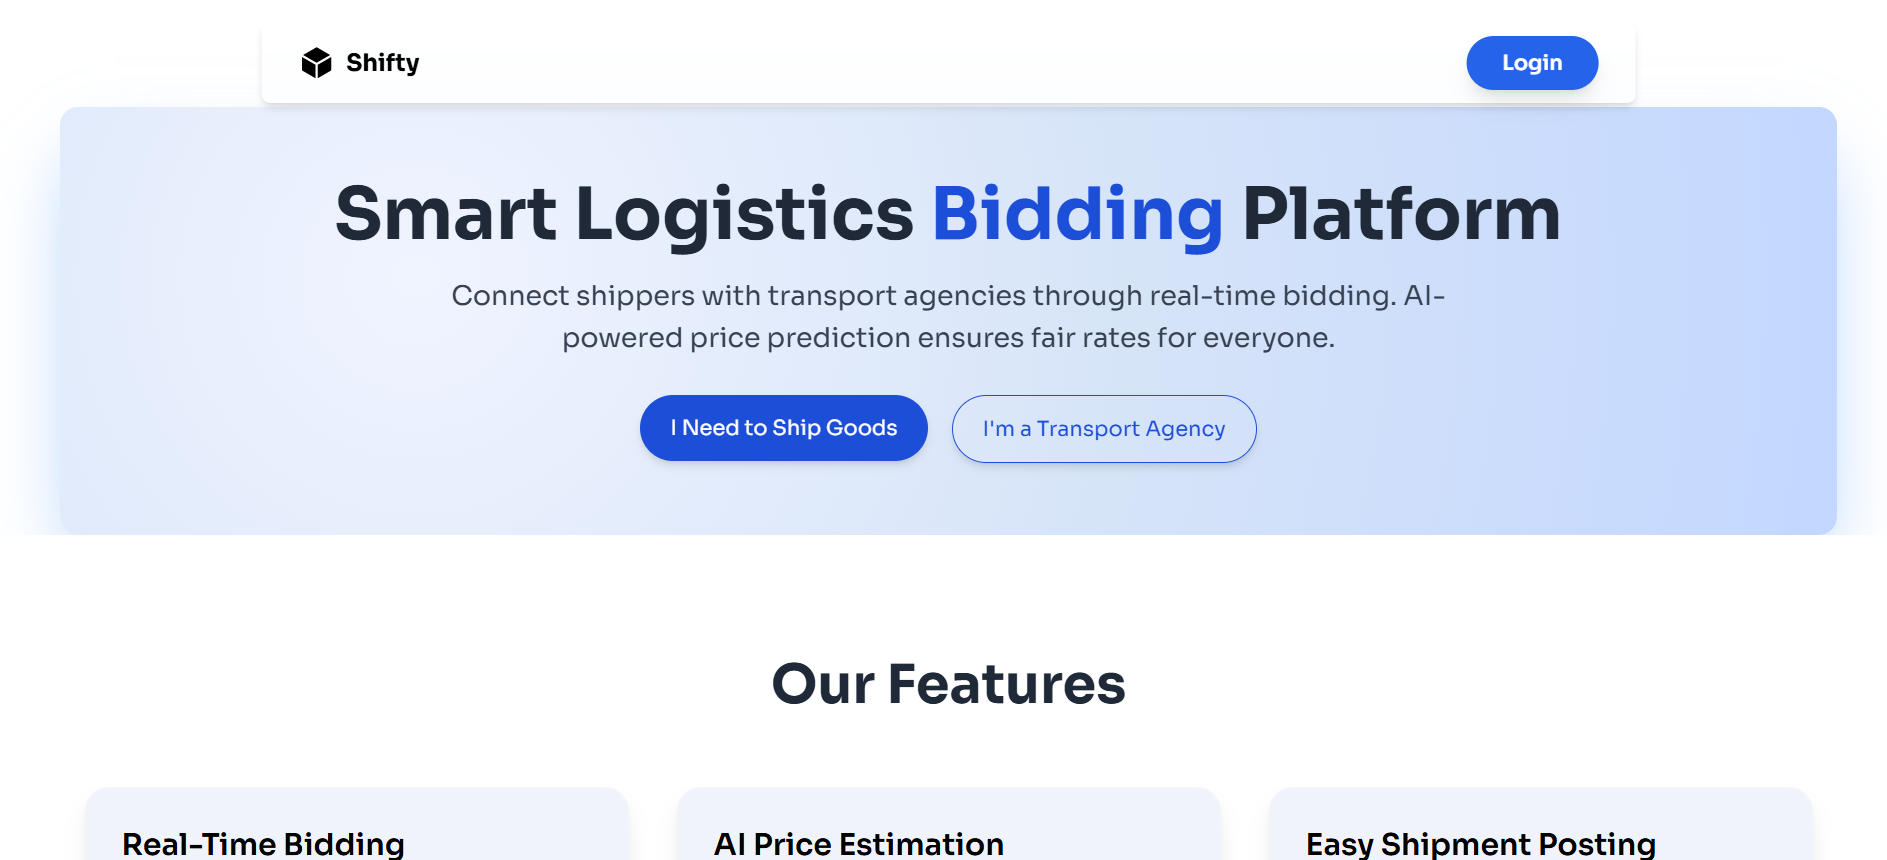 Shifty
Login
Smart Logistics Bidding Platform
Connect shippers with transport agencies through real-time bidding. AI-
powered price prediction ensures fair rates for everyone.
I Need to Ship Goods
I'm a Transport Agency
Our Features
Real-Time Bidding
AI Price Estimation
Easy Shipment Posting